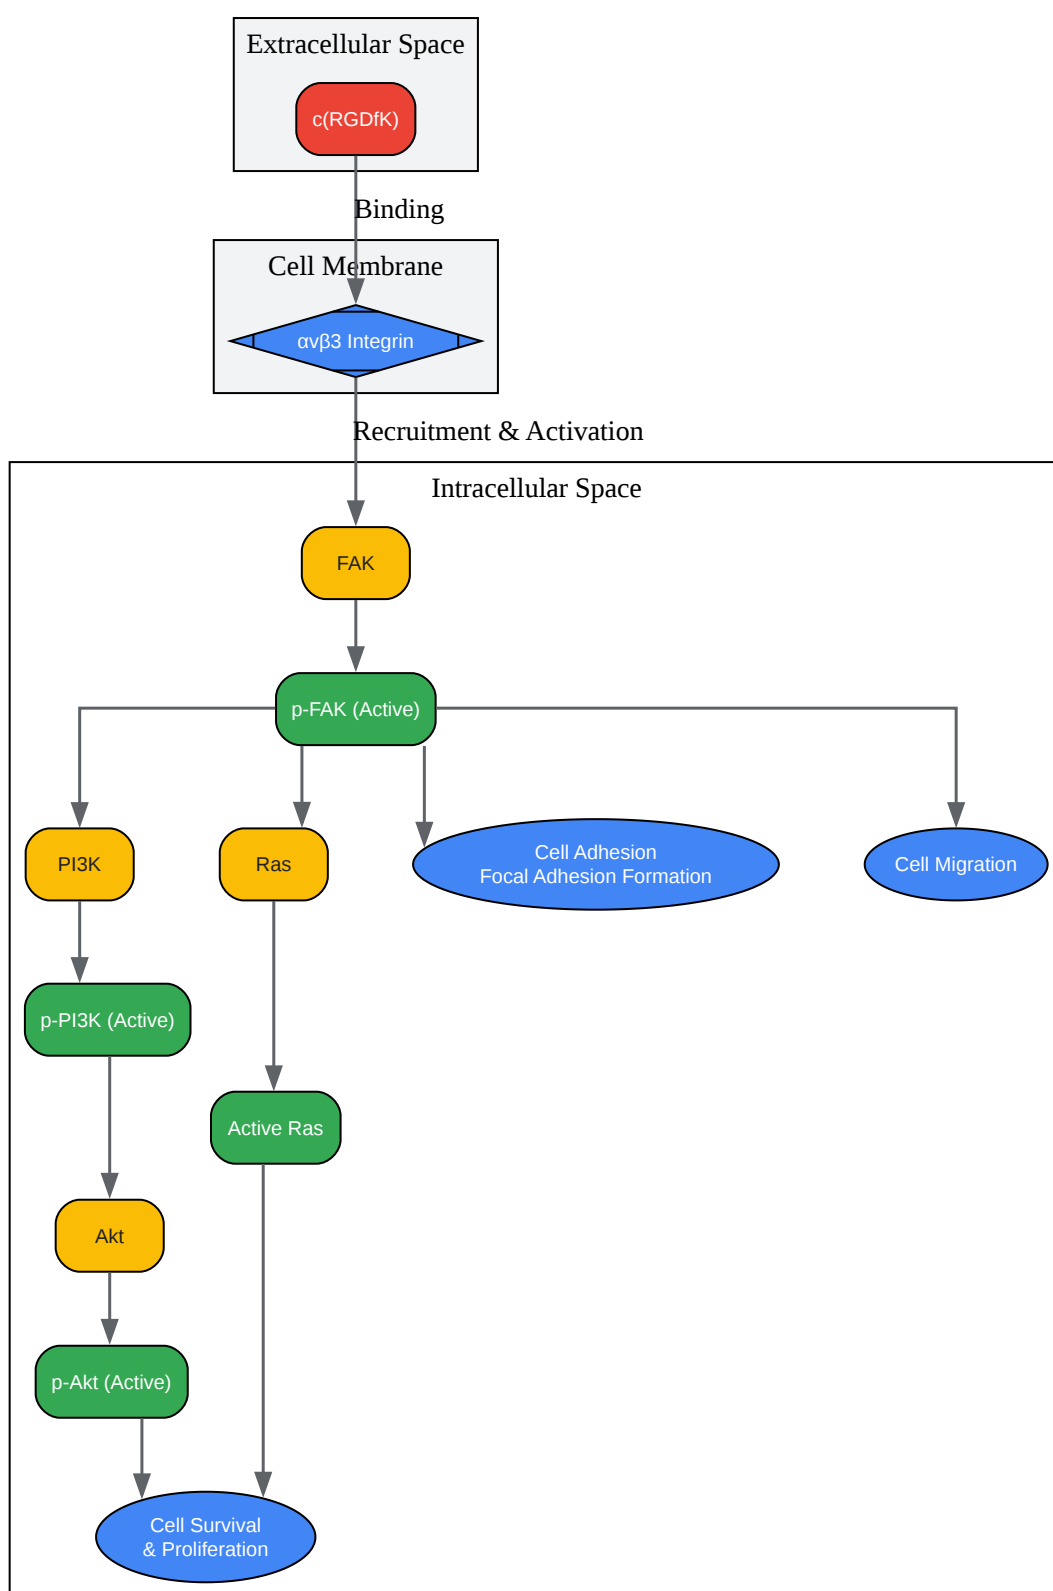 Extracellular Space
c(RGDfK)
Binding
Cell Membrane
αvβ3 Integrin
Recruitment & Activation
Intracellular Space
FAK
p-FAK (Active)
PI3K
Ras
Cell Adhesion
Focal Adhesion Formation
Cell Migration
p-PI3K (Active)
Active Ras
Akt
p-Akt (Active)
Cell Survival
& Proliferation